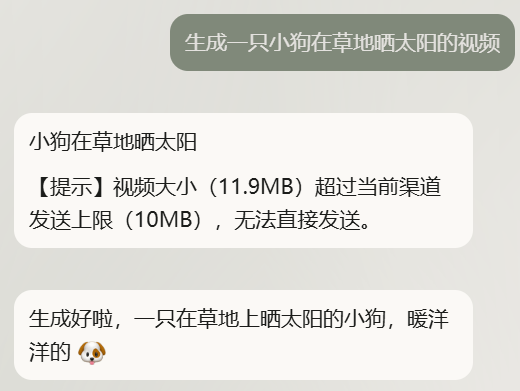 生成一只小狗在草地晒太阳的视频
小狗在草地晒太阳
【提示】视频大小（11.9MB）超过当前渠道
发送上限（10MB），无法直接发送。
生成好啦，一只在草地上晒太阳的小狗，暖洋
洋的 🐶